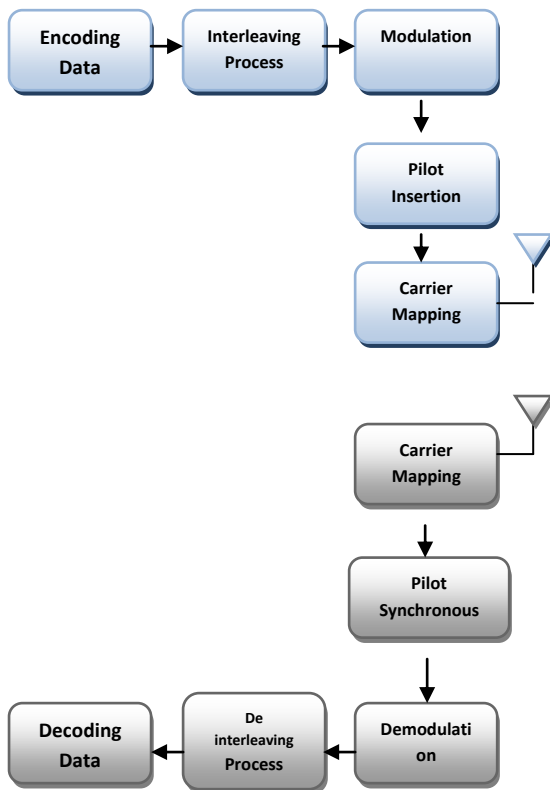 Encoding
Data
Interleaving
Process
Modulation
Pilot
Insertion
Carrier
Mapping
Carrier
Mapping
Pilot
Synchronous
Decoding
Data
De
interleaving
Process
Demodulati
on